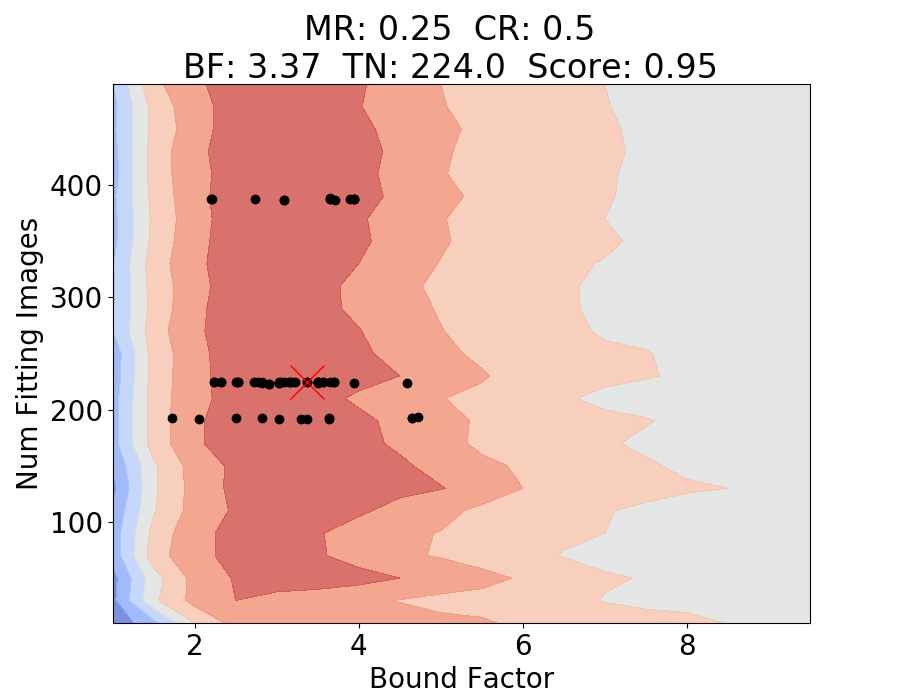 MR: 0.25 CR: 0.5
BF: 3.37 TN: 224.0 Score: 0.95
400
300
200
100
Num Fitting Images
2 4 6 8
Bound Factor